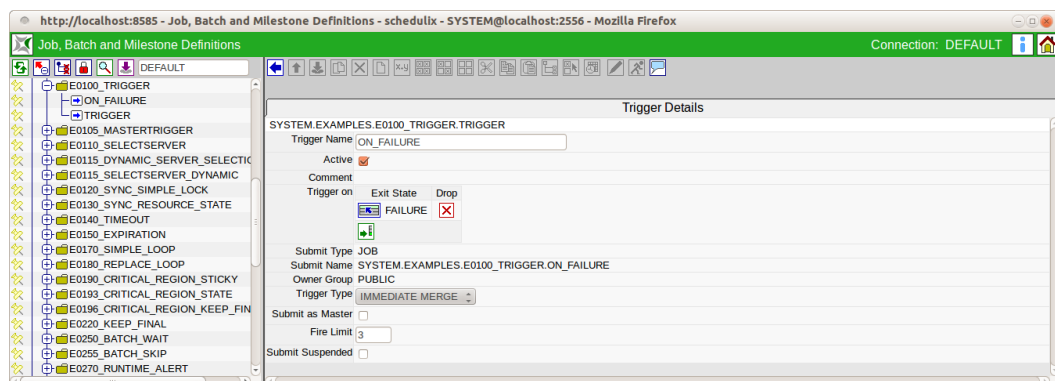 http://localhost:8585 - Job, Batch and Milestone Definitions - schedulix - SYSTEM@localhost:2556 - Mozilla Firefox
Job, Batch and Milestone Definitions
Connection: DEFAULT
DEFAULT
E0100_TRIGGER
ON_FAILURE
TRIGGER
E0105_MASTERTRIGGER
E0110_SELECTSERVER
E0115_DYNAMIC_SERVER_SELECTIO
E0115_SELECTSERVER_DYNAMIC
E0120_SYNC_SIMPLE_LOCK
E0130_SYNC_RESOURCE_STATE
E0140_TIMEOUT
E0150_EXPIRATION
E0170_SIMPLE_LOOP
E0180_REPLACE_LOOP
E0190_CRITICAL_REGION_STICKY
E0193_CRITICAL_REGION_STATE
E0196_CRITICAL_REGION_KEEP_FIN
E0220_KEEP_FINAL
E0250_BATCH_WAIT
E0255_BATCH_SKIP
E0270_RUNTIME_ALERT
x-y
Trigger Details
SYSTEM.EXAMPLES.E0100_TRIGGER.TRIGGER
Trigger Name ON_FAILURE
Active
Comment
Trigger on Exit State Drop
FAILURE
Submit Type JOB
Submit Name SYSTEM.EXAMPLES.E0100_TRIGGER.ON_FAILURE
Owner Group PUBLIC
Trigger Type IMMEDIATE MERGE
Submit as Master
Fire Limit 3
Submit Suspended